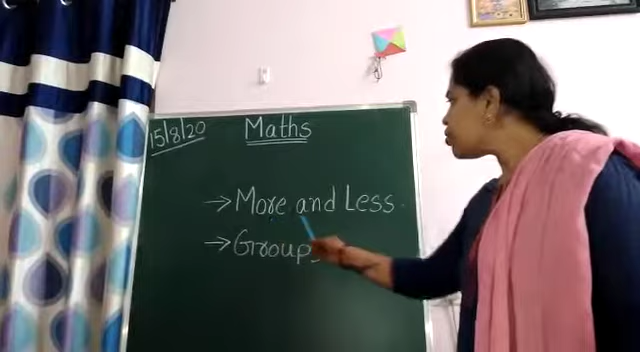 15/8/20 Maths
→ More and Less
→ Groups